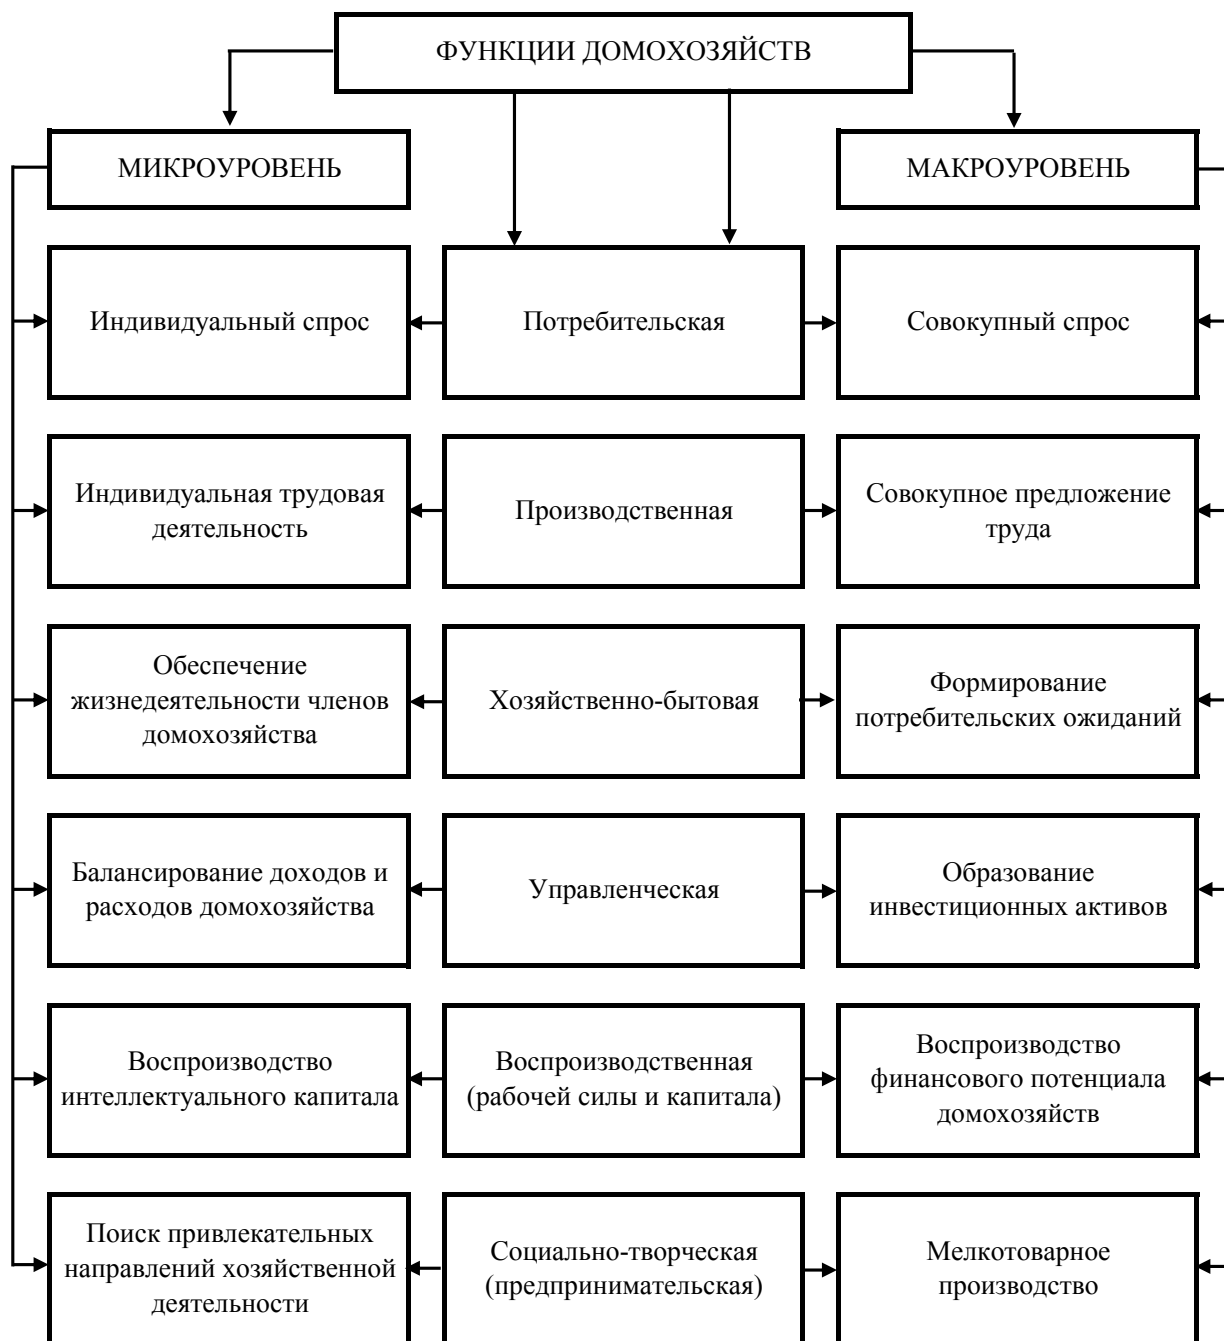 ФУНКЦИИ ДОМОХОЗЯЙСТВ
МИКРОУРОВЕНЬ
МАКРОУРОВЕНЬ
Индивидуальный спрос
Потребительская
Совокупный спрос
Индивидуальная трудовая
деятельность
Производственная
Совокупное предложение
труда
Обеспечение
жизнедеятельности членов
домохозяйства
Хозяйственно-бытовая
Формирование
потребительских ожиданий
Балансирование доходов и
расходов домохозяйства
Управленческая
Образование
инвестиционных активов
Воспроизводство
интеллектуального капитала
Воспроизводственная
(рабочей силы и капитала)
Воспроизводство
финансового потенциала
домохозяйств
Поиск привлекательных
направлений хозяйственной
деятельности
Социально-творческая
(предпринимательская)
Мелкотоварное
производство